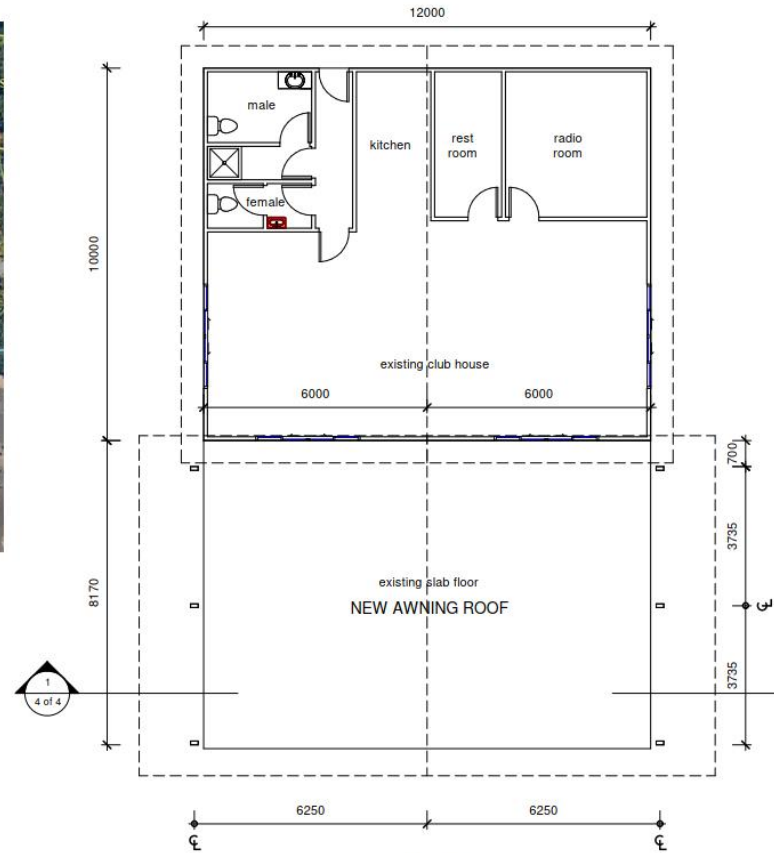 12000
male
kitchen
rest
room
radio
room
female
10000
existing club house
6000
6000
700
3735
existing slab floor
NEW AWNING ROOF
8170
3735
1
4 of 4
6250
6250